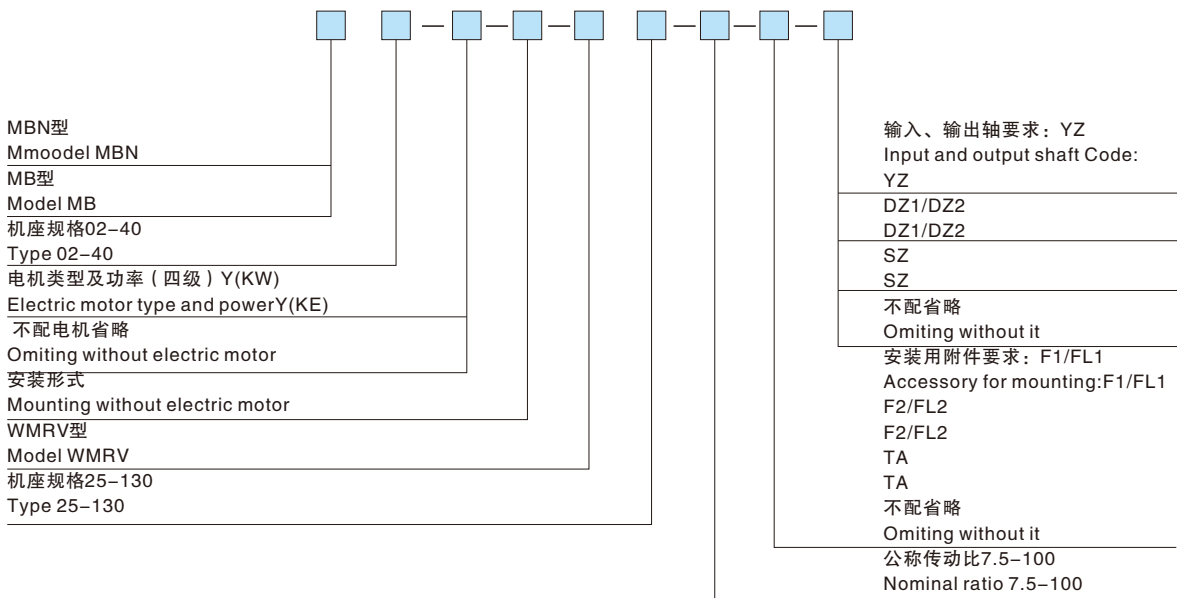 MBN型
Mmoodel MBN
MB型
Model MB
机座规格02–40
Type 02–40
电机类型及功率（四级）Y(KW)
Electric motor type and powerY(KE)
不配电机省略
Omiting without electric motor
安装形式
Mounting without electric motor
WMRV型
Model WMRV
机座规格25–130
Type 25–130
输入、输出轴要求：YZ
Input and output shaft Code:
YZ
DZ1/DZ2
DZ1/DZ2
SZ
SZ
不配省略
Omiting without it
安装用附件要求：F1/FL1
Accessory for mounting:F1/FL1
F2/FL2
F2/FL2
TA
TA
不配省略
Omiting without it
公称传动比7.5–100
Nominal ratio 7.5–100